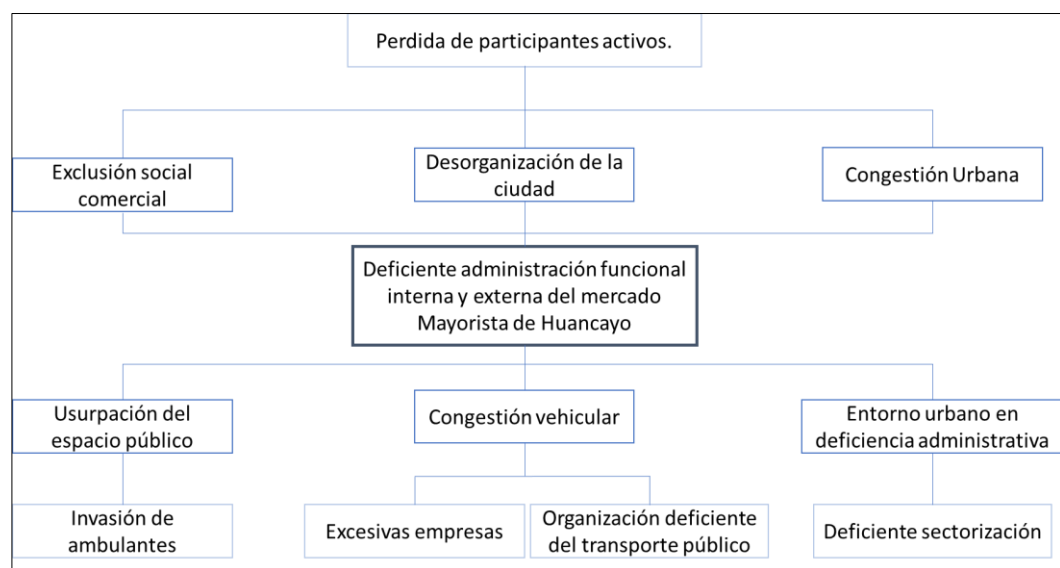 Perdida de participantes activos.
Exclusión social
comercial
Desorganización de la
ciudad
Congestión Urbana
Deficiente administración funcional
interna y externa del mercado
Mayorista de Huancayo
Usurpación del
espacio público
Congestión vehicular
Entorno urbano en
deficiencia administrativa
Invasión de
ambulantes
Excesivas empresas
Organización deficiente
del transporte público
Deficiente sectorización